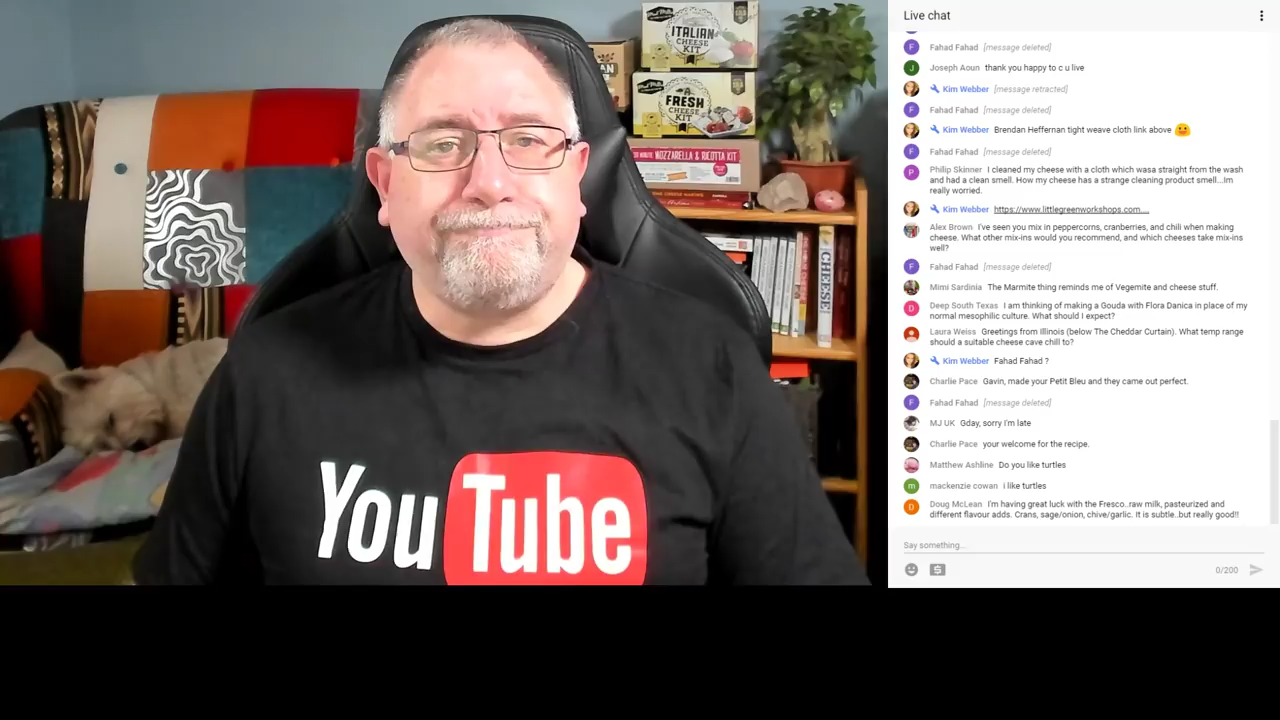 ITALIAN
CHEESE
KIT
FRESH
CHEESE
KIT
MOZZARELLA & RICOTTA KIT
CHEESE
You Tube
Live chat
F Fahad Fahad [message deleted]
J Joseph Aoun thank you happy to c u live
Kim Webber [message retracted]
F Fahad Fahad [message deleted]
Kim Webber Brendan Heffernan tight weave cloth link above
F Fahad Fahad [message deleted]
P Philip Skinner I cleaned my cheese with a cloth which wasa straight from the wash
and had a clean smell. How my cheese has a strange cleaning product smell...Im
really worried.
Kim Webber https://www.littlegreenworkshops.com....
Alex Brown I've seen you mix in peppercorns, cranberries, and chili when making
cheese. What other mix-ins would you recommend, and which cheeses take mix-ins
well?
F Fahad Fahad [message deleted]
Mimi Sardinia The Marmite thing reminds me of Vegemite and cheese stuff.
D Deep South Texas I am thinking of making a Gouda with Flora Danica in place of my
normal mesophilic culture. What should I expect?
Laura Weiss Greetings from Illinois (below The Cheddar Curtain). What temp range
should a suitable cheese cave chill to?
Kim Webber Fahad Fahad ?
Charlie Pace Gavin, made your Petit Bleu and they came out perfect.
F Fahad Fahad [message deleted]
MJ UK Gday, sorry I'm late
Charlie Pace your welcome for the recipe.
Matthew Ashline Do you like turtles
m mackenzie cowan i like turtles
D Doug McLean I'm having great luck with the Fresco..raw milk, pasteurized and
different flavour adds. Crans, sage/onion, chive/garlic. It is subtle..but really good!!
Say something...
0/200